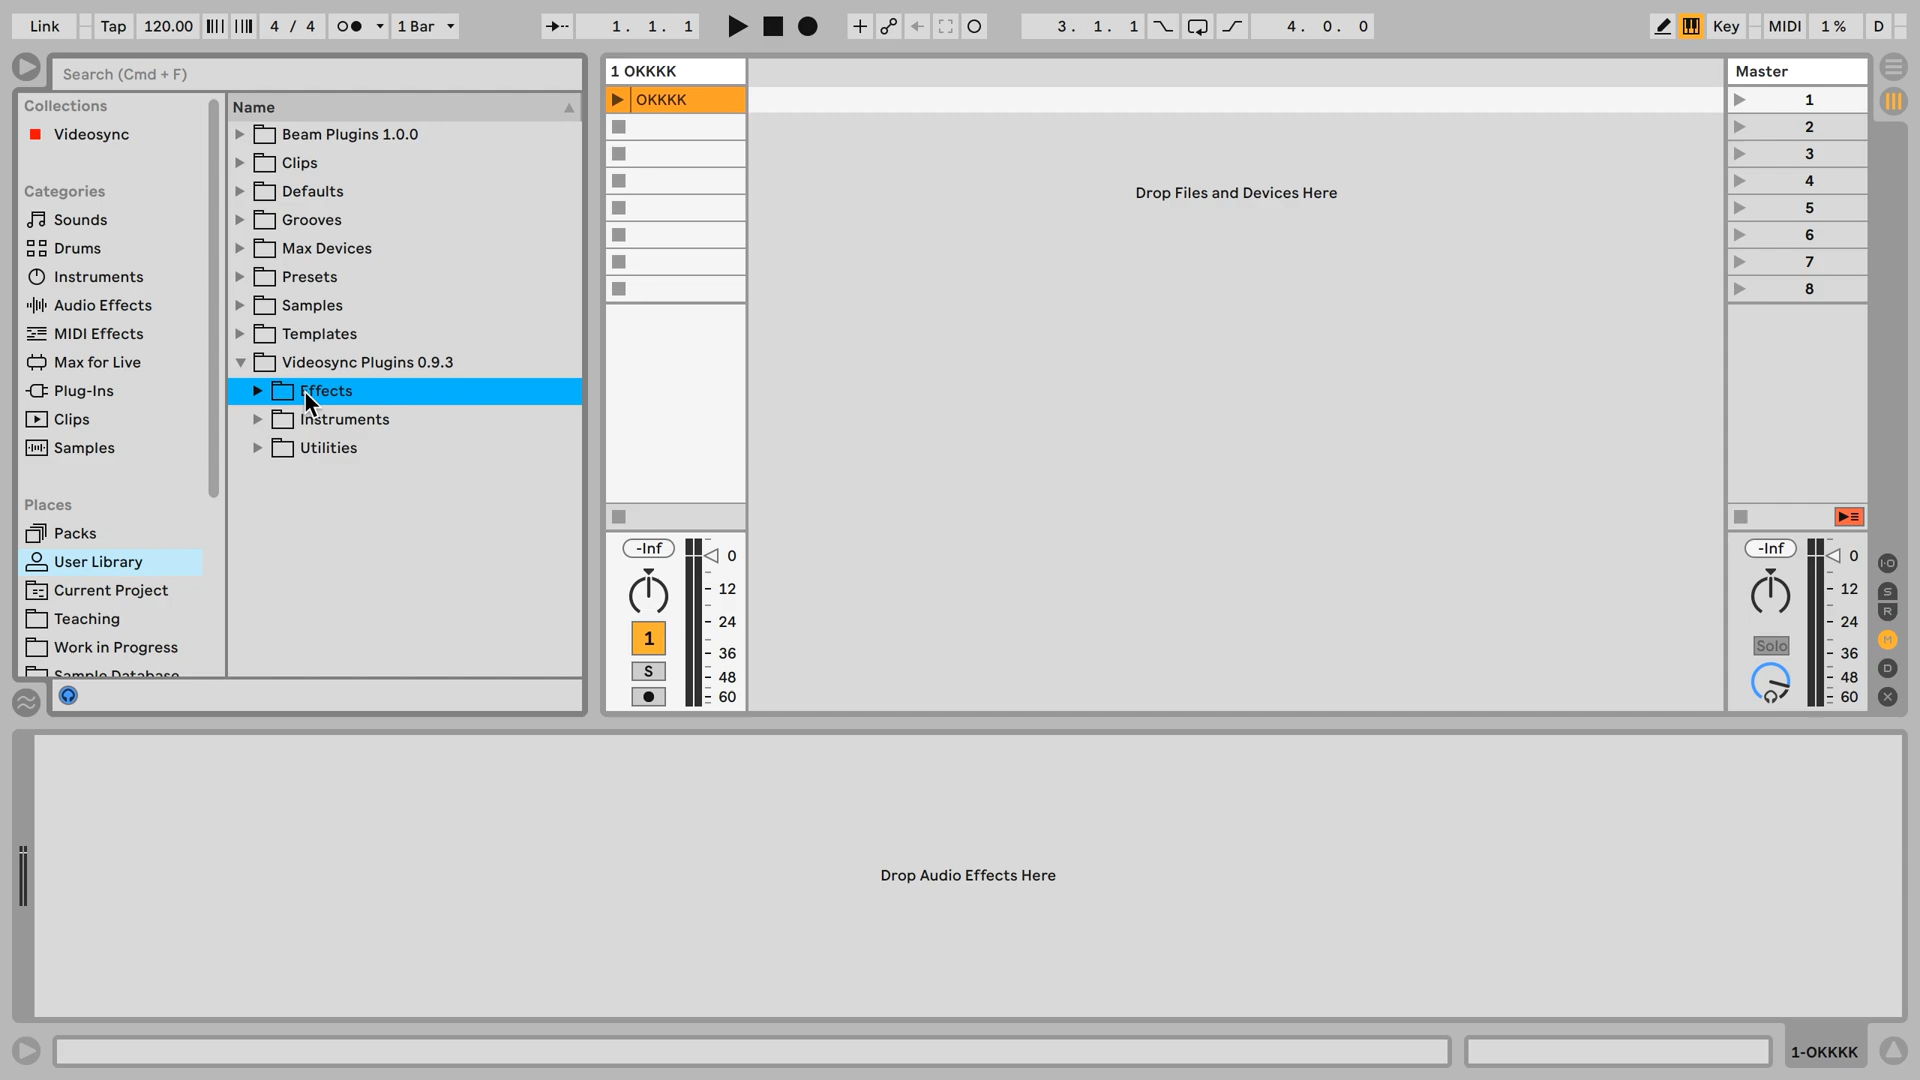 Link Tap 120.00 4 / 4 1 Bar 1. 1. 1 3. 1. 1 4. 0. 0 Key MIDI 1 % D
Search (Cmd + F)
Collections
Videosync
Categories
Sounds
Drums
Instruments
Audio Effects
MIDI Effects
Max for Live
Plug-Ins
Clips
Samples
Places
Packs
User Library
Current Project
Teaching
Work in Progress
Sample Database
Name
Beam Plugins 1.0.0
Clips
Defaults
Grooves
Max Devices
Presets
Samples
Templates
Videosync Plugins 0.9.3
Effects
Instruments
Utilities
1 OKKKK
OKKKK
-Inf
0
12
24
36
48
60
1
S
Drop Files and Devices Here
Master
1
2
3
4
5
6
7
8
-Inf
0
12
24
36
48
60
Solo
I·O
S
R
M
D
X
Drop Audio Effects Here
1-OKKKK